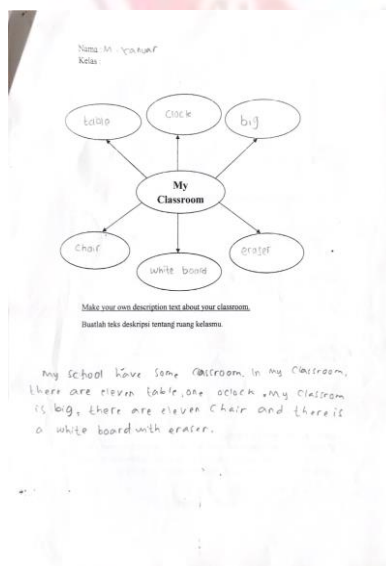 Nama: M.
Kelas :
table
Clock
big
My
Classroom
Chair
white board
eraser
Make your own description text about your classroom.
Buatlah teks deskripsi tentang ruang kelasmu.
My School have Some Cassroom. In My Classroom,
there are eleven table, one oclock, My Classrom
is big, there are eleven Chair and there is
a white board with eraser.